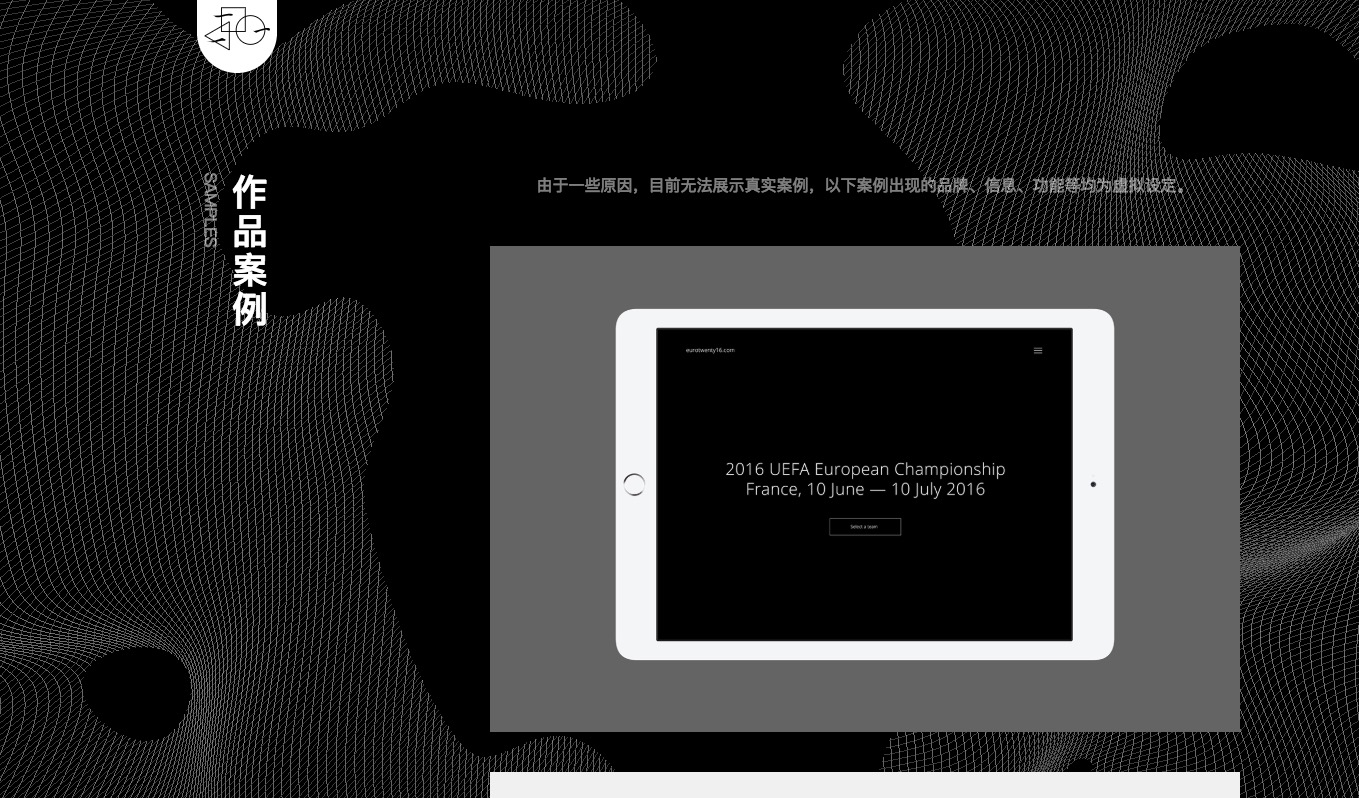 作品案例
SAMPLES
由于一些原因，目前无法展示真实案例，以下案例出现的品牌、信息、功能等均为虚拟设定。
eurotwenty16.com
2016 UEFA European Championship
France, 10 June — 10 July 2016
Select a team